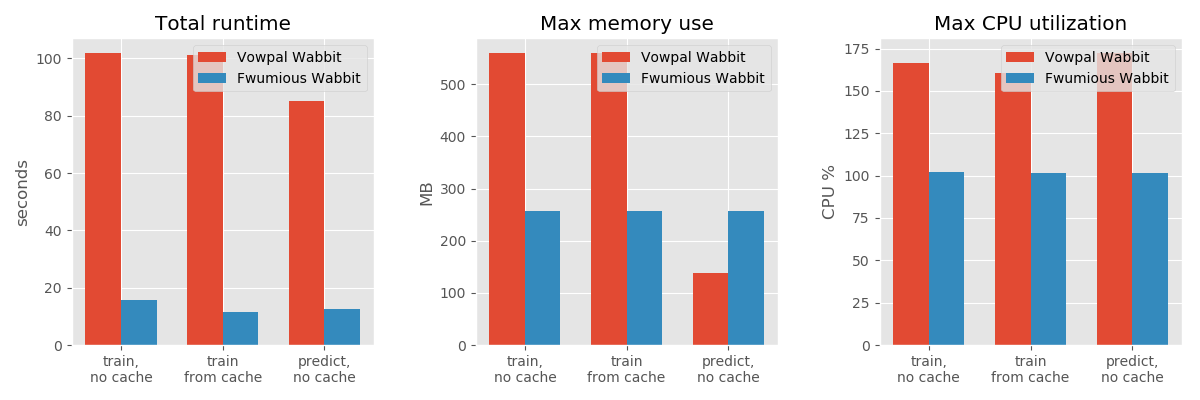 Total runtime
seconds
100
80
60
40
20
0
Vowpal Wabbit
Fwumious Wabbit
train,
no cache
train
from cache
predict,
no cache
Max memory use
MB
500
400
300
200
100
0
Vowpal Wabbit
Fwumious Wabbit
train,
no cache
train
from cache
predict,
no cache
Max CPU utilization
CPU %
175
150
125
100
75
50
25
0
Vowpal Wabbit
Fwumious Wabbit
train,
no cache
train
from cache
predict,
no cache